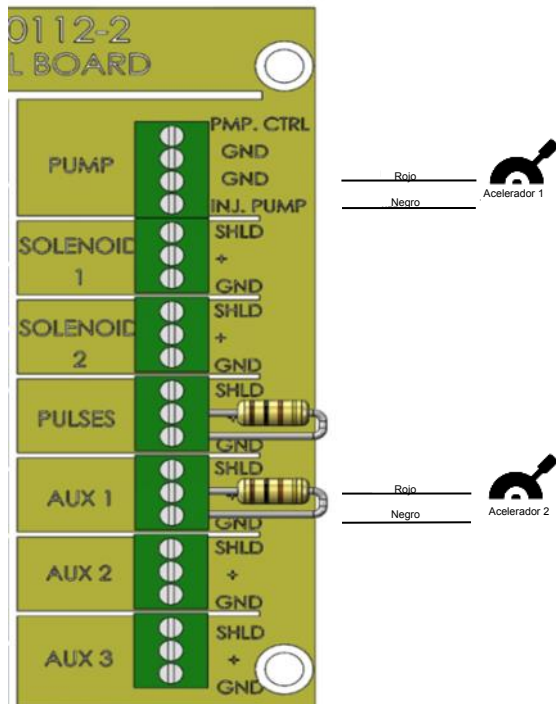 0112-2
L BOARD
PUMP
PMP. CTRL
GND
GND
INJ. PUMP
Rojo
Negro
Acelerador 1
SOLENOID
1
SHLD
+
GND
SOLENOID
2
SHLD
+
GND
PULSES
SHLD
GND
AUX 1
SHLD
GND
Rojo
Negro
Acelerador 2
AUX 2
SHLD
+
GND
AUX 3
SHLD
+
GND